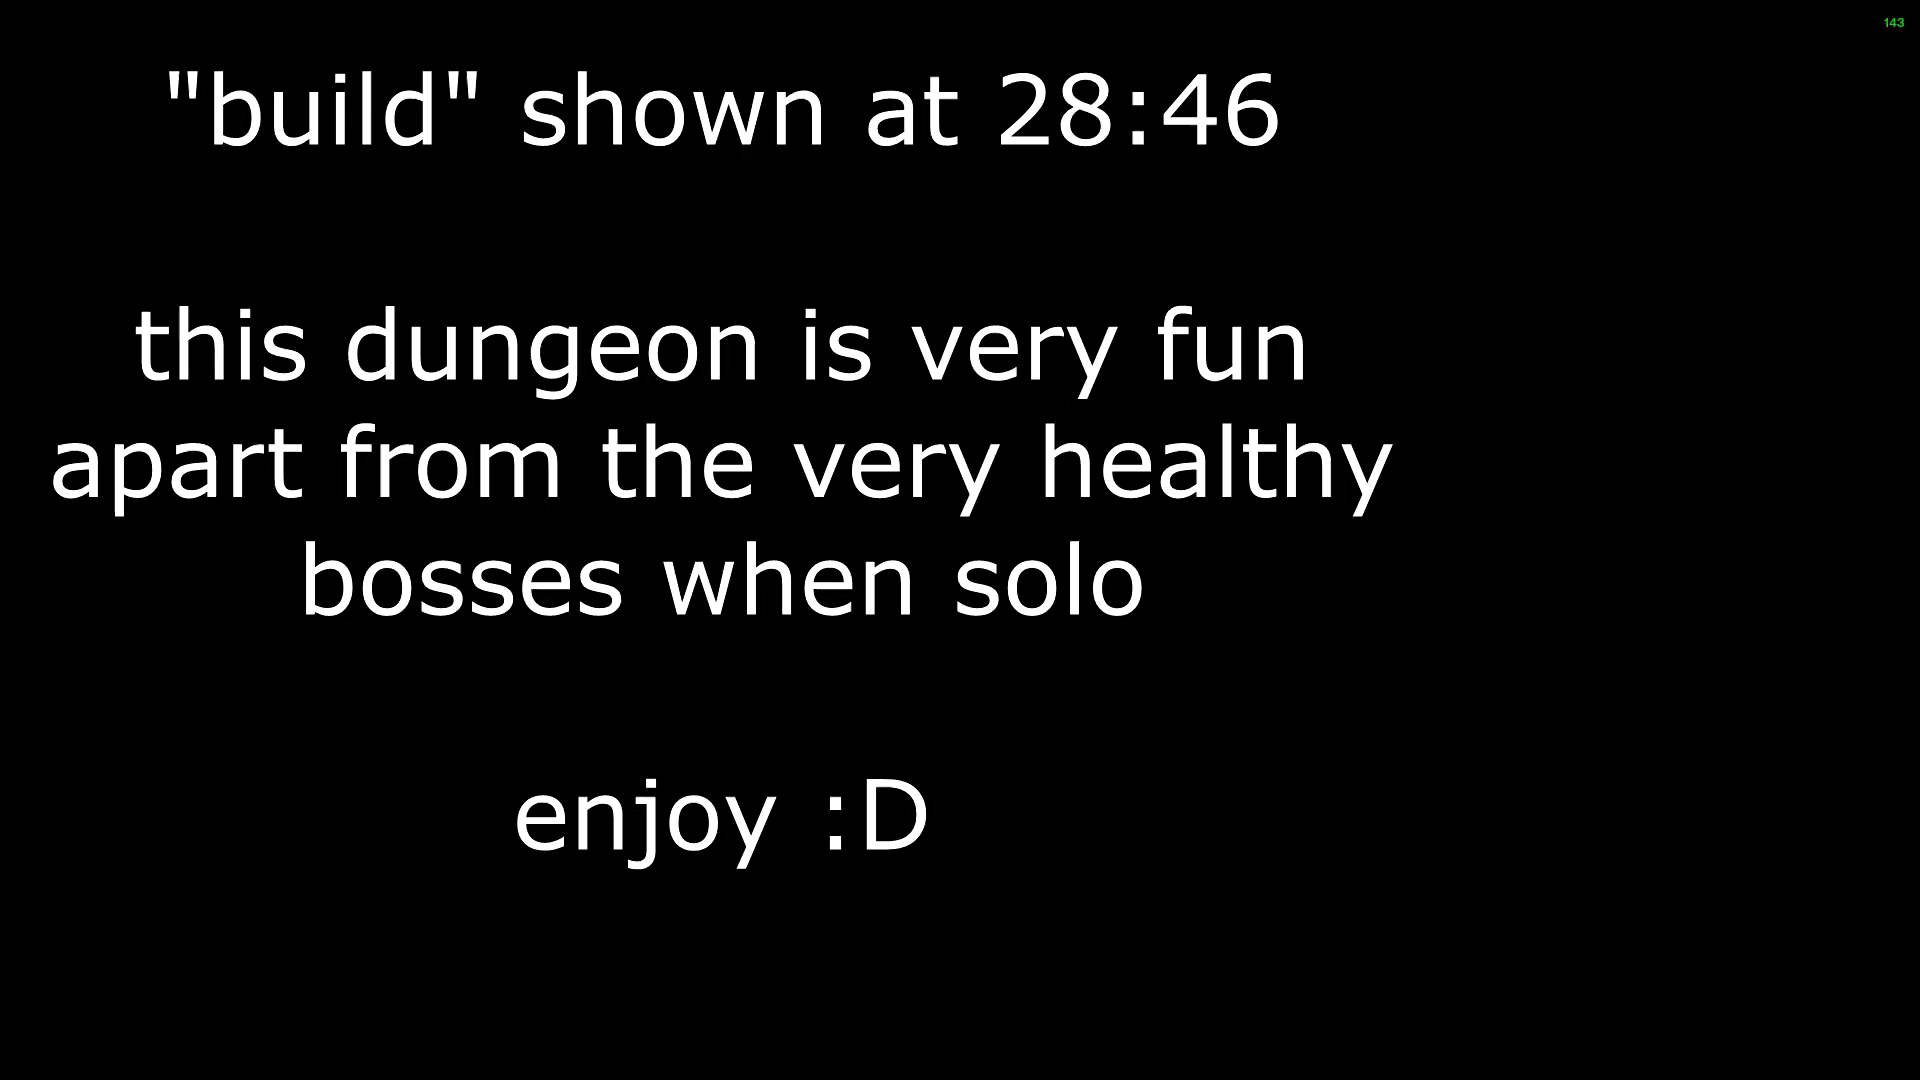 143
"build" shown at 28:46
this dungeon is very fun
apart from the very healthy
bosses when solo
enjoy :D